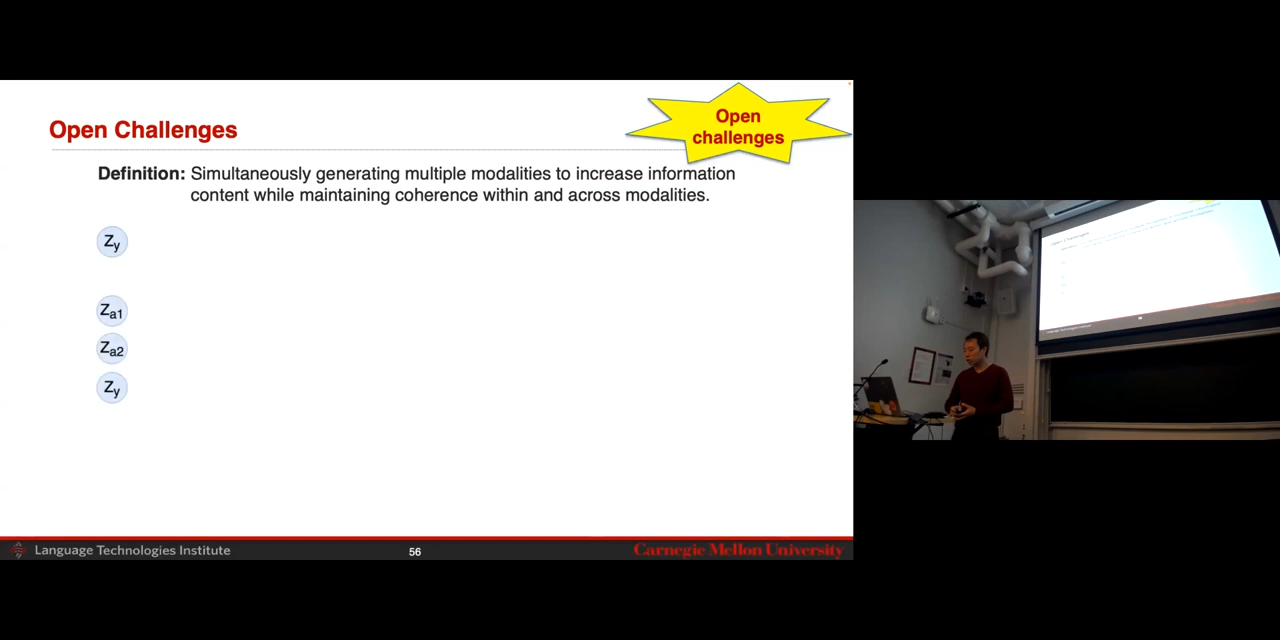 Open Challenges
Open
challenges
Definition: Simultaneously generating multiple modalities to increase information
content while maintaining coherence within and across modalities.
Zy
Za1
Za2
Zy
Language Technologies Institute
56
Carnegie Mellon University